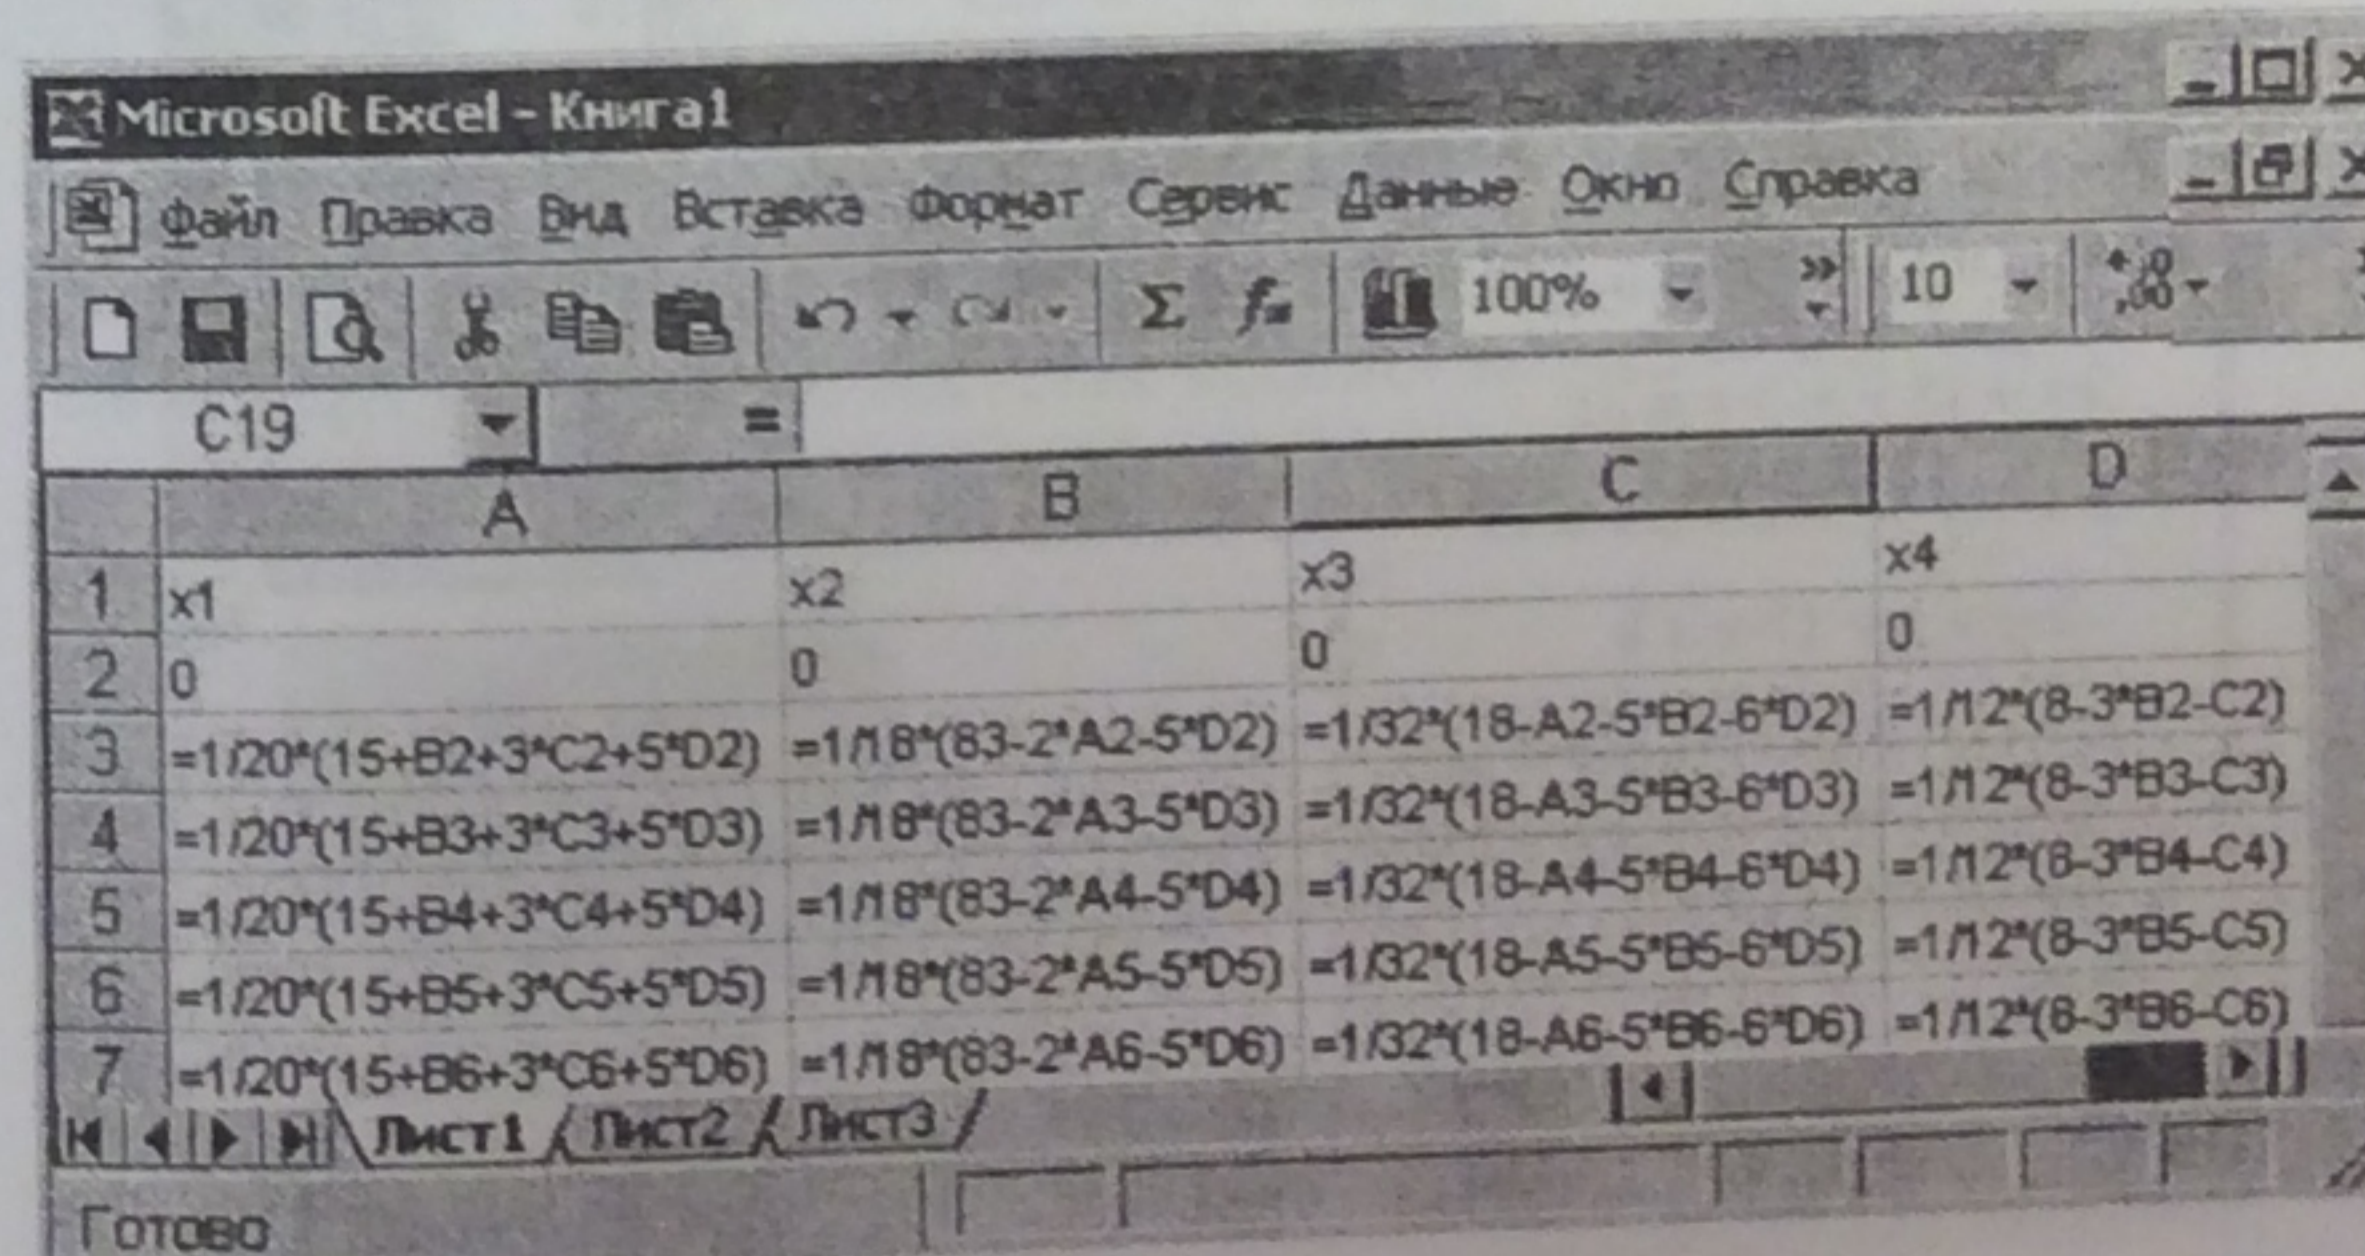 Microsoft Excel - Книга1
Файл Правка Вид Вставка Формат Сервис Данные Окно Справка
Σ f= 100% » 10
C19 =
A B C D
1 x1 x2 x3 x4
2 0 0 0 0
3 =1/20*(15+B2+3*C2+5*D2) =1/18*(83-2*A2-5*D2) =1/32*(18-A2-5*B2-6*D2) =1/12*(8-3*B2-C2)
4 =1/20*(15+B3+3*C3+5*D3) =1/18*(83-2*A3-5*D3) =1/32*(18-A3-5*B3-6*D3) =1/12*(8-3*B3-C3)
5 =1/20*(15+B4+3*C4+5*D4) =1/18*(83-2*A4-5*D4) =1/32*(18-A4-5*B4-6*D4) =1/12*(8-3*B4-C4)
6 =1/20*(15+B5+3*C5+5*D5) =1/18*(83-2*A5-5*D5) =1/32*(18-A5-5*B5-6*D5) =1/12*(8-3*B5-C5)
7 =1/20*(15+B6+3*C6+5*D6) =1/18*(83-2*A6-5*D6) =1/32*(18-A6-5*B6-6*D6) =1/12*(8-3*B6-C6)
Лист1 Лист2 Лист3
Готово